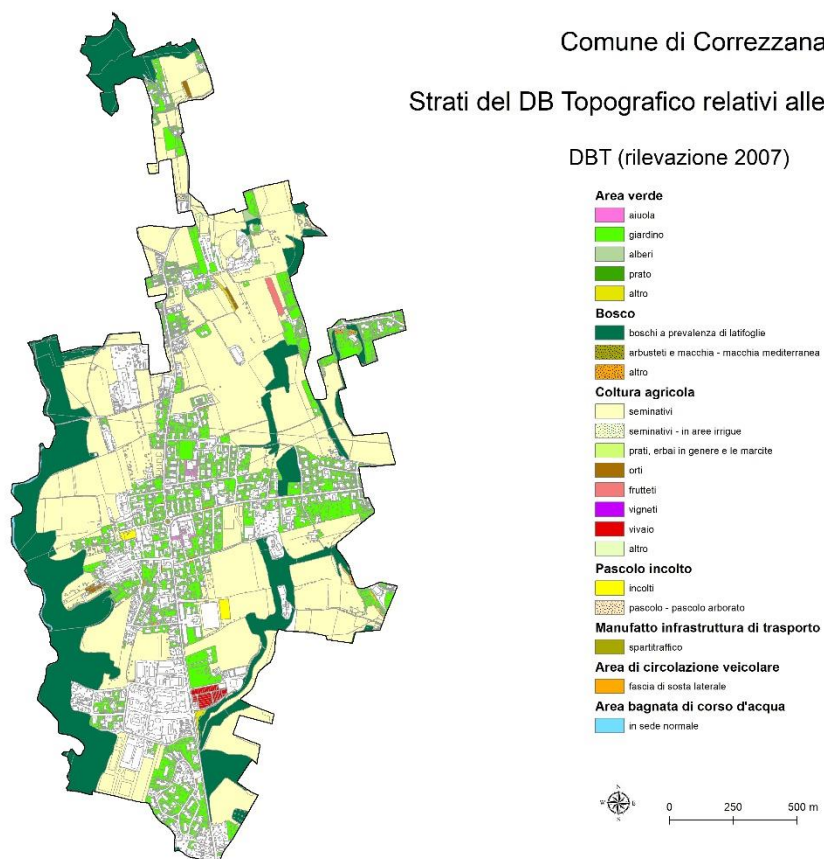 Comune di Correzzana
Strati del DB Topografico relativi alle
DBT (rilevazione 2007)
Area verde
aiuola
giardino
alberi
prato
altro
Bosco
boschi a prevalenza di latifoglie
arbusteti e macchia - macchia mediterranea
altro
Coltura agricola
seminativi
seminativi - in aree irrigue
prati, erbai in genere e le marcite
orti
frutteti
vigneti
vivaio
altro
Pascolo incolto
incolti
pascolo - pascolo arborato
Manufatto infrastruttura di trasporto
spartitraffico
Area di circolazione veicolare
fascia di sosta laterale
Area bagnata di corso d'acqua
in sede normale
N
W E
S
0 250 500 m